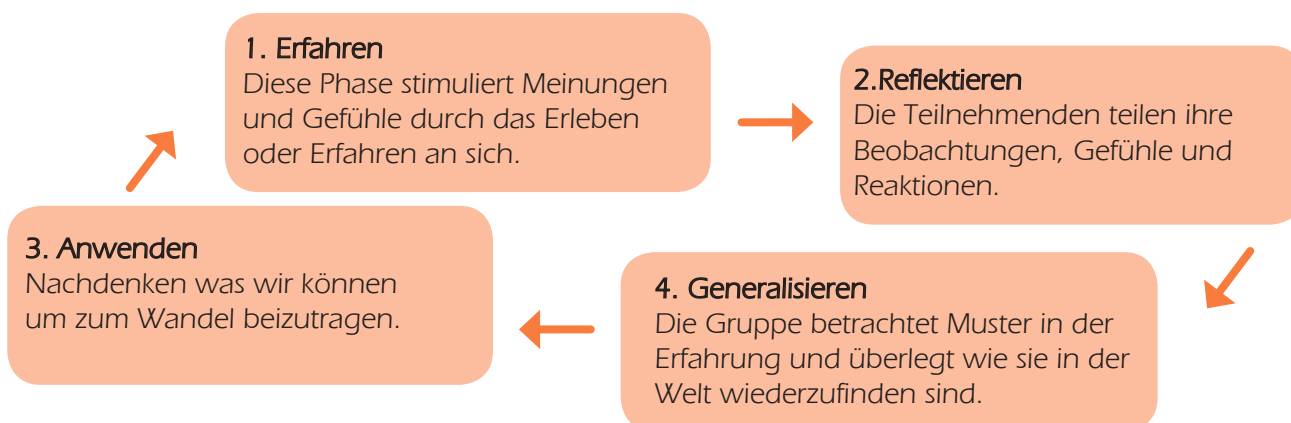 1. Erfahren
Diese Phase stimuliert Meinungen
und Gefühle durch das Erleben
oder Erfahren an sich.
2.Reflektieren
Die Teilnehmenden teilen ihre
Beobachtungen, Gefühle und
Reaktionen.
3. Anwenden
Nachdenken was wir können
um zum Wandel beizutragen.
4. Generalisieren
Die Gruppe betrachtet Muster in der
Erfahrung und überlegt wie sie in der
Welt wiederzufinden sind.